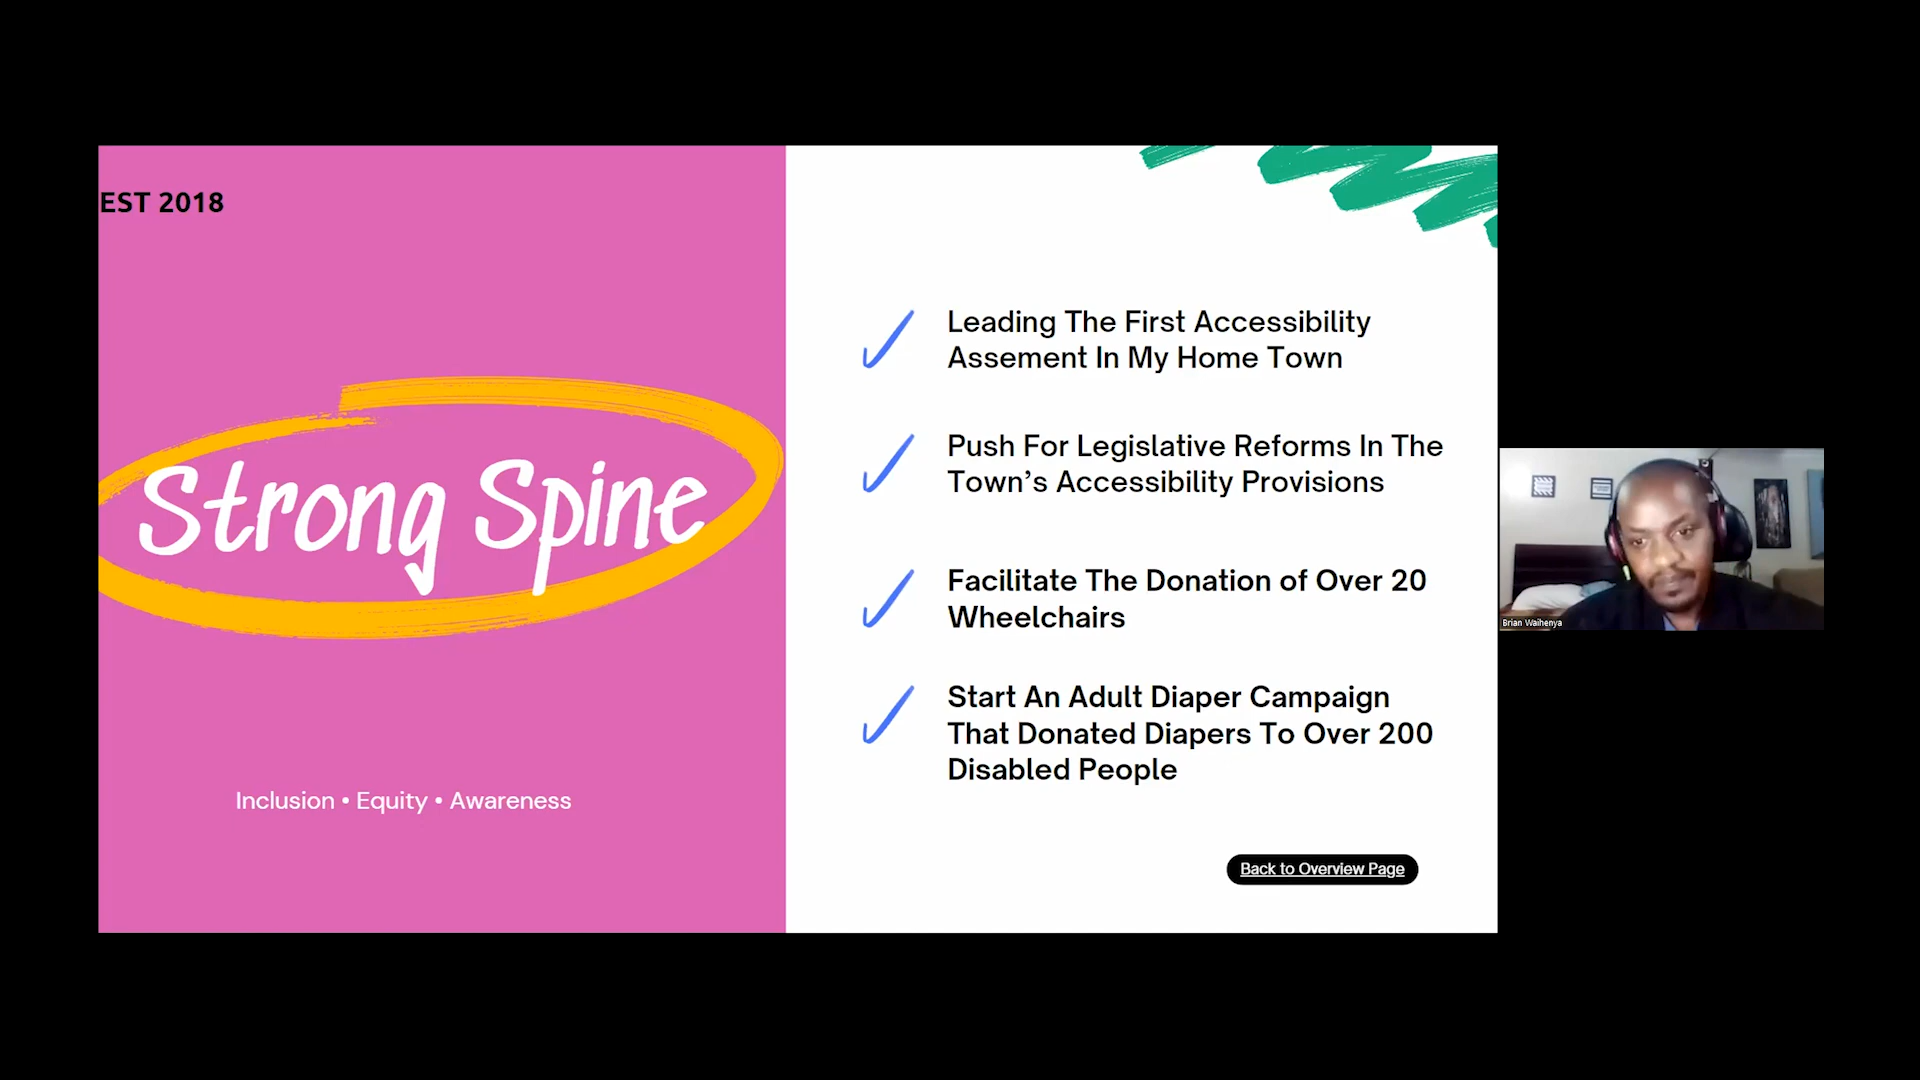 EST 2018
Strong Spine
Inclusion • Equity • Awareness
Leading The First Accessibility
Assement In My Home Town
Push For Legislative Reforms In The
Town’s Accessibility Provisions
Facilitate The Donation of Over 20
Wheelchairs
Start An Adult Diaper Campaign
That Donated Diapers To Over 200
Disabled People
Back to Overview Page
Brian Waihenya